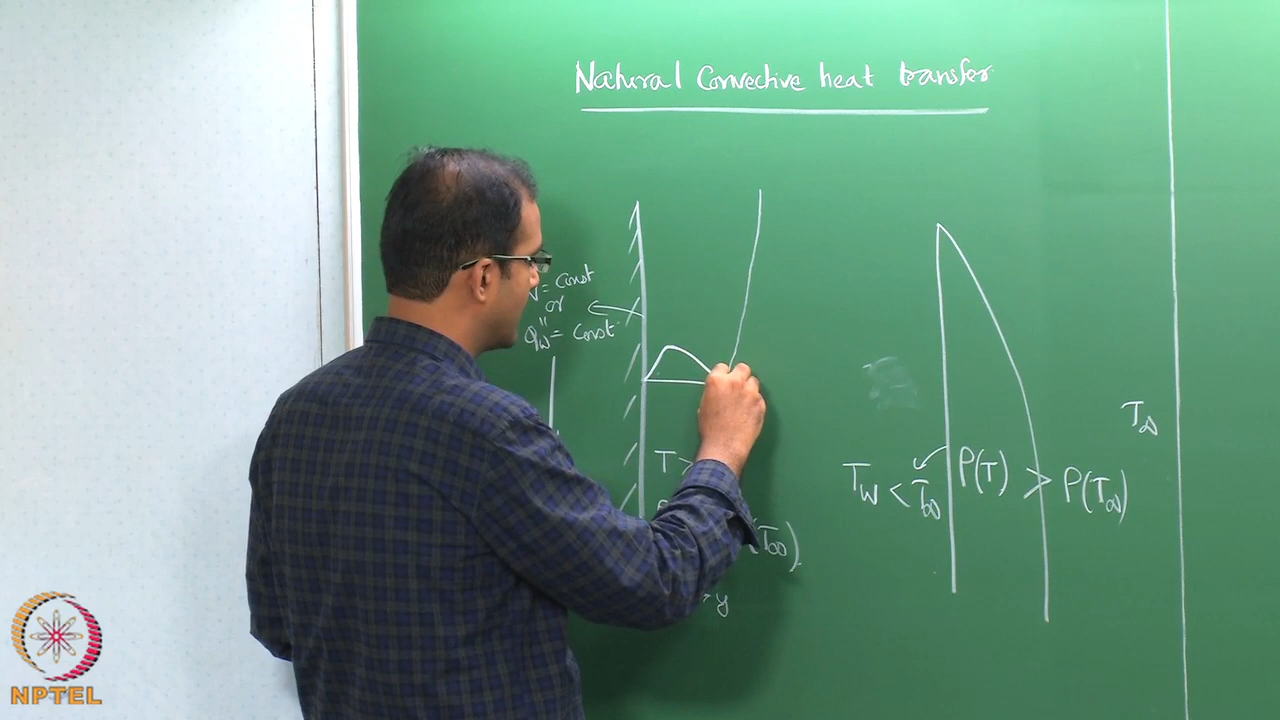 Natural Convective heat transfer
= const
or
q"w = const
T >
T∞)
y
Tw < T∞
ρ(T) > ρ(T∞)
T∞
NPTEL